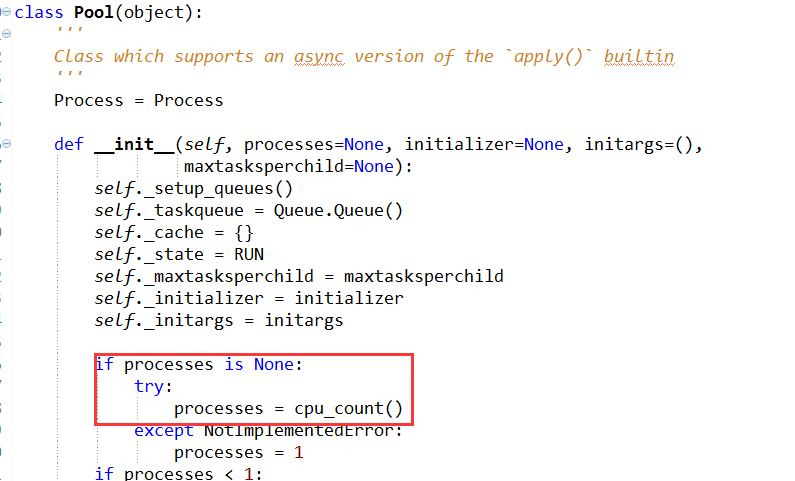 class Pool(object):
    '''
    Class which supports an async version of the `apply()` builtin
    '''
    Process = Process
    def __init__(self, processes=None, initializer=None, initargs=(),
                 maxtasksperchild=None):
        self._setup_queues()
        self._taskqueue = Queue.Queue()
        self._cache = {}
        self._state = RUN
        self._maxtasksperchild = maxtasksperchild
        self._initializer = initializer
        self._initargs = initargs
        if processes is None:
            try:
                processes = cpu_count()
            except NotImplementedError:
                processes = 1
        if processes < 1: